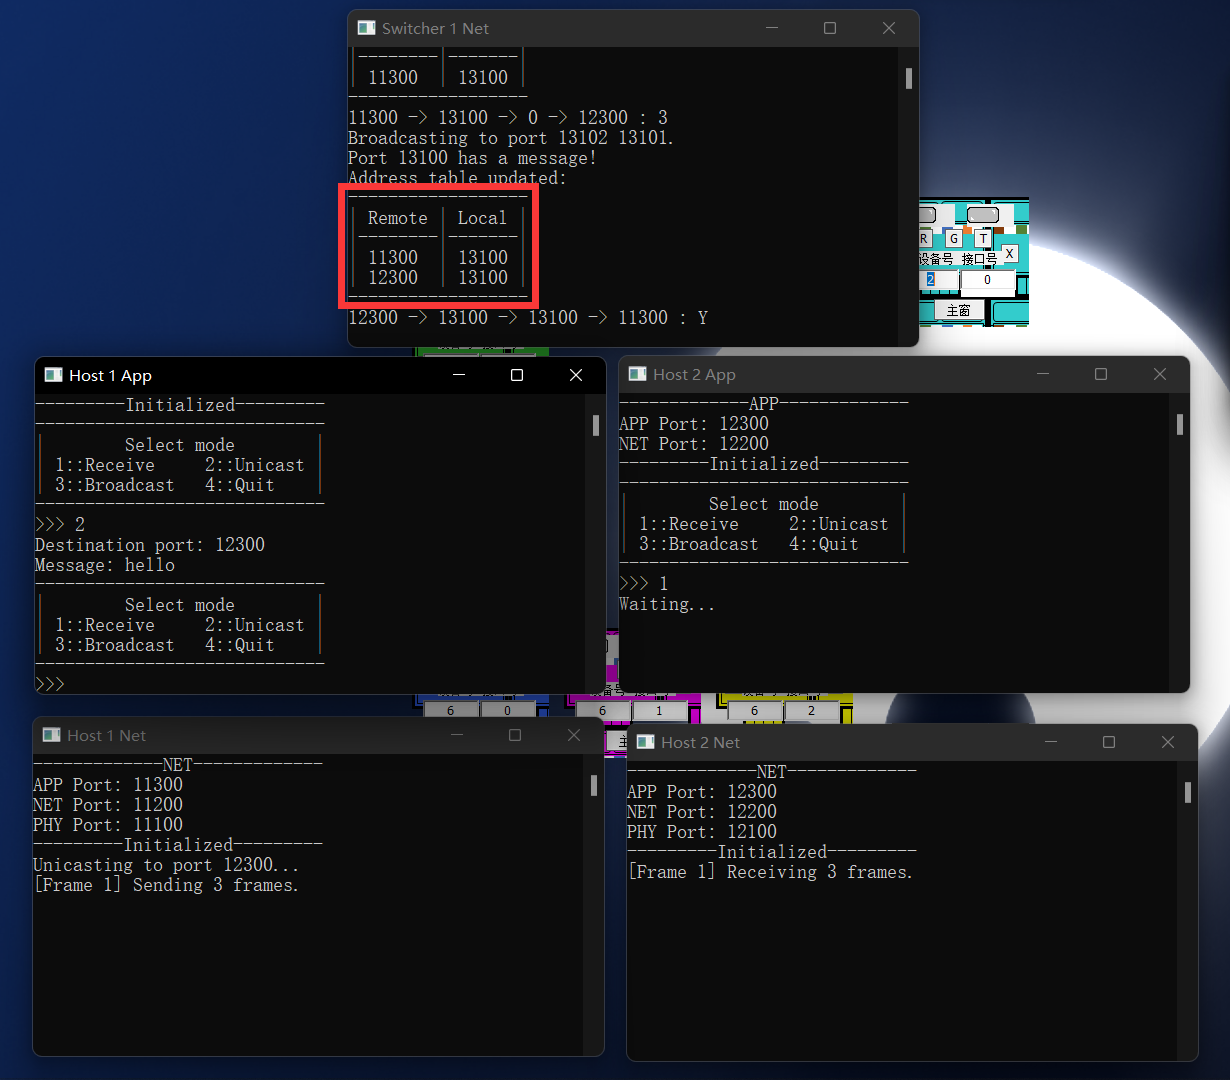 Switcher 1 Net
11300 13100
11300 -> 13100 -> 0 -> 12300 : 3
Broadcasting to port 13102 13101.
Port 13100 has a message!
Address table updated:
Remote Local
11300 13100
12300 13100
12300 -> 13100 -> 13100 -> 11300 : Y
R G T
X
设备号 接口号
2 0
主窗
Host 1 App
---------Initialized---------
Select mode
1::Receive 2::Unicast
3::Broadcast 4::Quit
>>> 2
Destination port: 12300
Message: hello
Select mode
1::Receive 2::Unicast
3::Broadcast 4::Quit
>>>
Host 2 App
-------------APP-------------
APP Port: 12300
NET Port: 12200
---------Initialized---------
Select mode
1::Receive 2::Unicast
3::Broadcast 4::Quit
>>> 1
Waiting...
6 0
6 1
6 2
Host 1 Net
-------------NET-------------
APP Port: 11300
NET Port: 11200
PHY Port: 11100
---------Initialized---------
Unicasting to port 12300...
[Frame 1] Sending 3 frames.
Host 2 Net
-------------NET-------------
APP Port: 12300
NET Port: 12200
PHY Port: 12100
---------Initialized---------
[Frame 1] Receiving 3 frames.